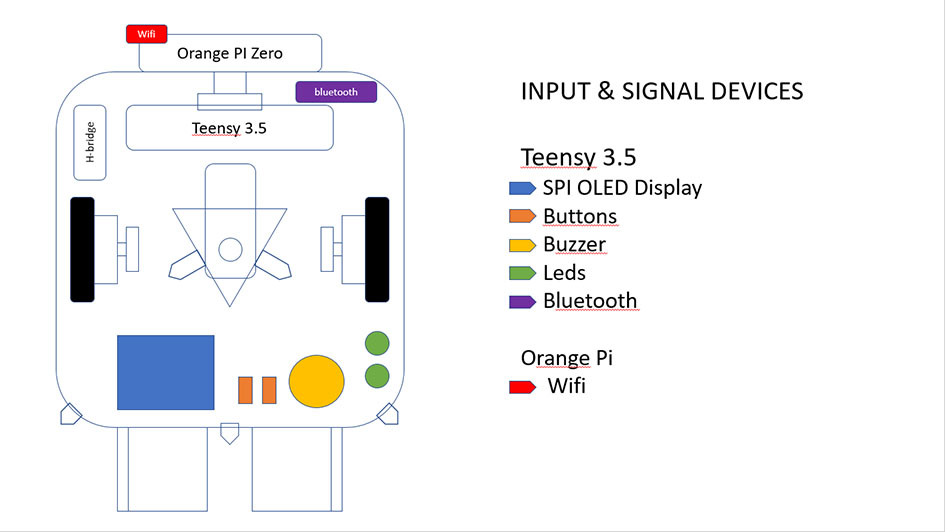 Wifi
Orange PI Zero
bluetooth
Teensy 3.5
H-bridge
INPUT & SIGNAL DEVICES
Teensy 3.5
SPI OLED Display
Buttons
Buzzer
Leds
Bluetooth
Orange Pi
Wifi